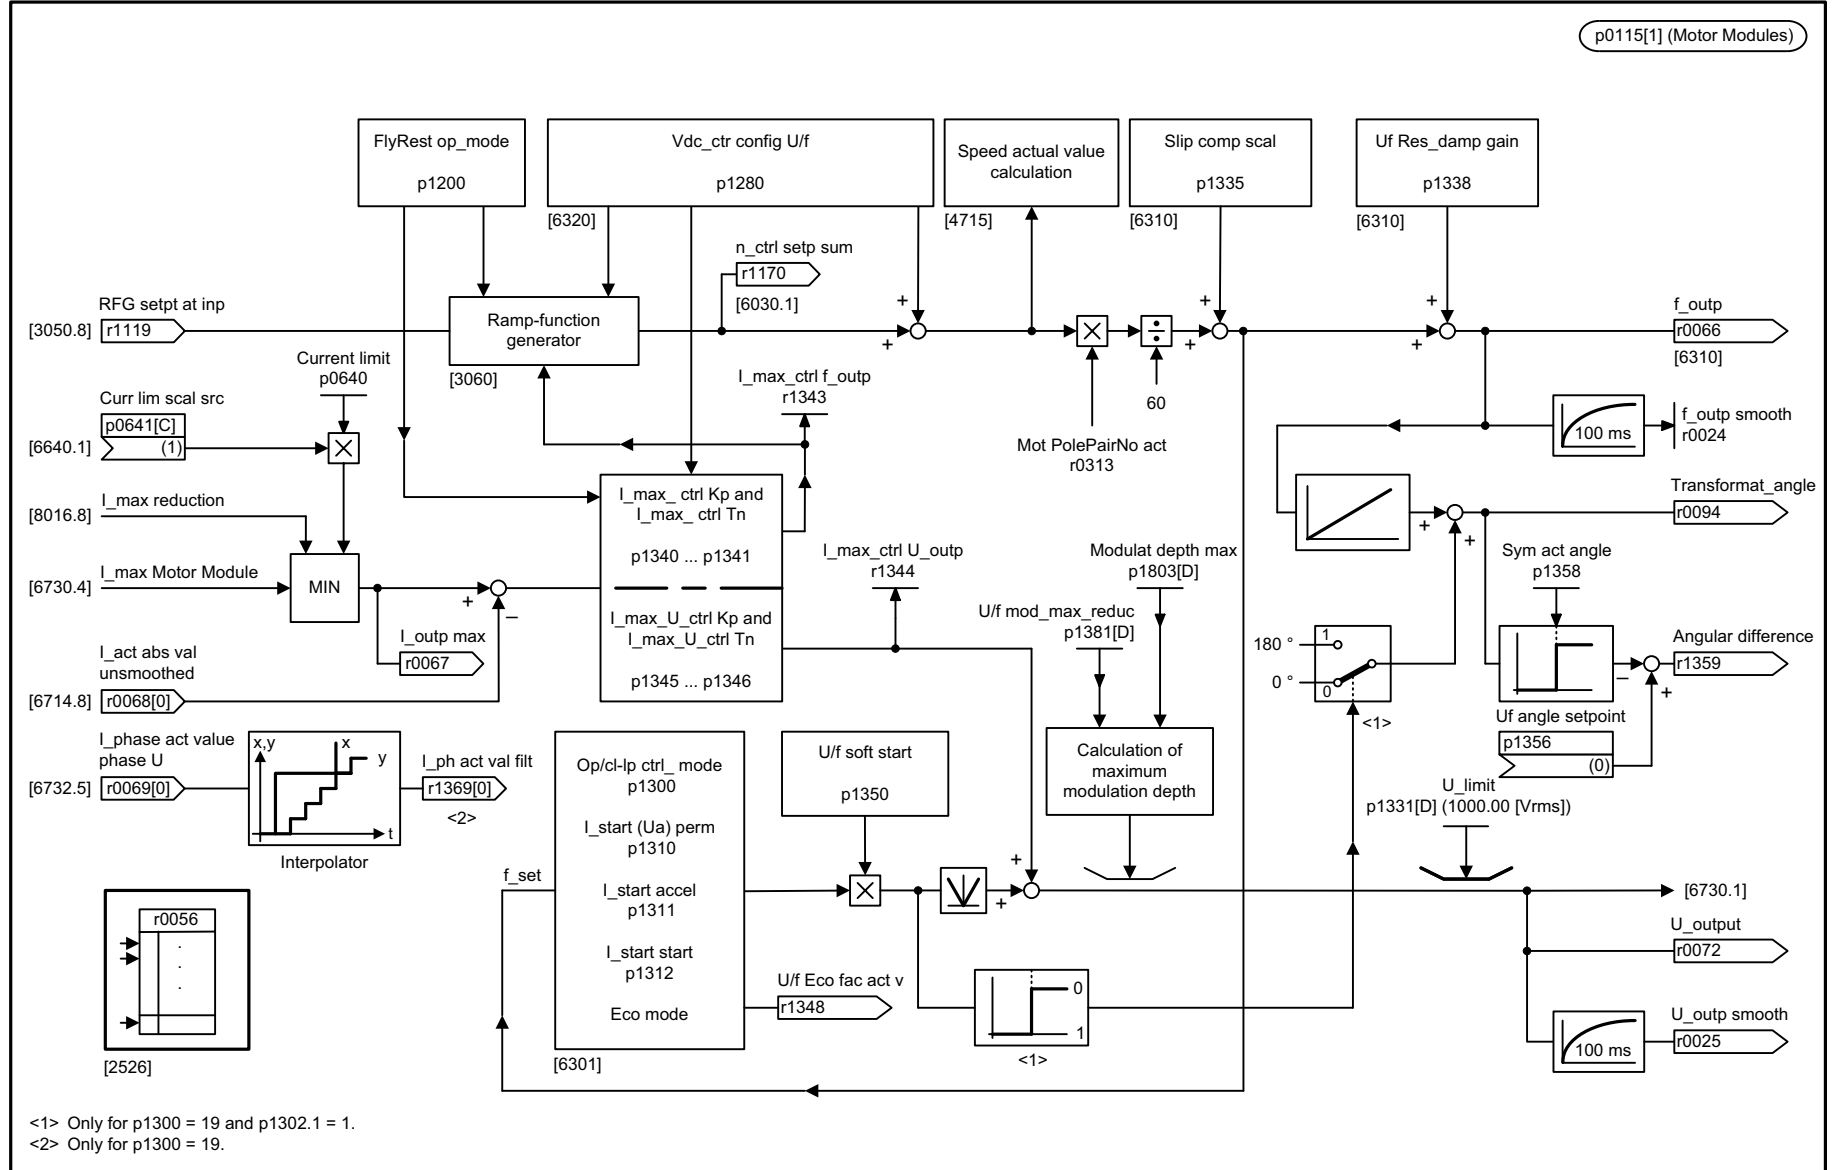 p0115[1] (Motor Modules)
FlyRest op_mode
p1200
Vdc_ctr config U/f
p1280
[6320]
Speed actual value
calculation
[4715]
Slip comp scal
p1335
[6310]
Uf Res_damp gain
p1338
[6310]
n_ctrl setp sum
r1170
[6030.1]
RFG setpt at inp
[3050.8]
r1119
Ramp-function
generator
[3060]
+
+
×
÷
+
+
+
+
f_outp
r0066
[6310]
60
Mot PolePairNo act
r0313
Current limit
p0640
Curr lim scal src
p0641[C]
[6640.1]
(1)
×
I_max_ctrl f_outp
r1343
100 ms
f_outp smooth
r0024
I_max reduction
[8016.8]
I_max_ ctrl Kp and
I_max_ ctrl Tn
p1340 ... p1341
I_max_U_ctrl Kp and
I_max_U_ctrl Tn
p1345 ... p1346
Transformat_angle
r0094
+
+
I_max Motor Module
[6730.4]
MIN
+
–
I_outp max
r0067
I_max_ctrl U_outp
r1344
Modulat depth max
p1803[D]
U/f mod_max_reduc
p1381[D]
Sym act angle
p1358
180 °
1
0 °
0
<1>
Angular difference
r1359
–
+
I_act abs val
unsmoothed
[6714.8]
r0068[0]
Uf angle setpoint
p1356
(0)
I_phase act value
phase U
[6732.5]
r0069[0]
x,y
x
y
t
Interpolator
I_ph act val filt
r1369[0]
<2>
Op/cl-lp ctrl_ mode
p1300
I_start (Ua) perm
p1310
I_start accel
p1311
I_start start
p1312
Eco mode
[6301]
U/f soft start
p1350
Calculation of
maximum
modulation depth
U_limit
p1331[D] (1000.00 [Vrms])
f_set
×
+
+
[6730.1]
r0056
.
.
.
[2526]
U/f Eco fac act v
r1348
0
1
<1>
U_output
r0072
U_outp smooth
100 ms
r0025
<1> Only for p1300 = 19 and p1302.1 = 1.
<2> Only for p1300 = 19.